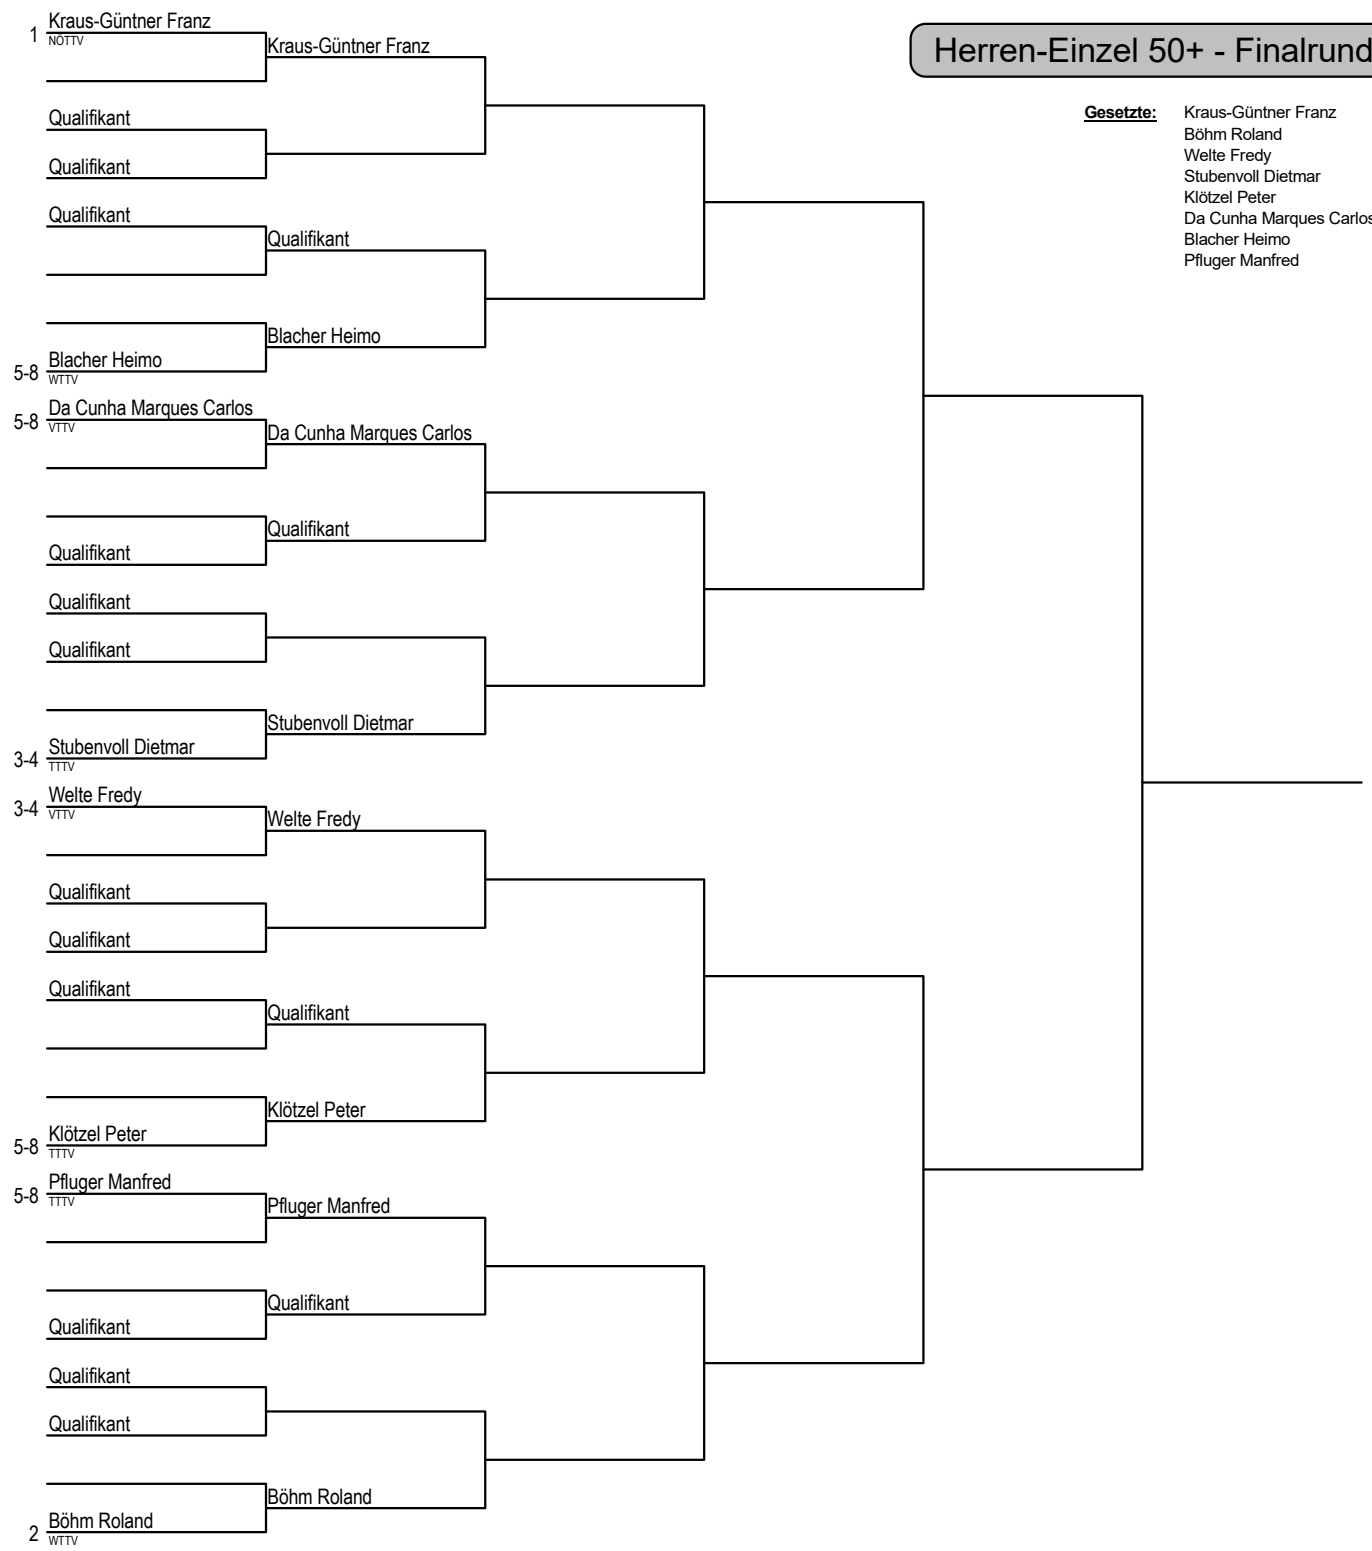 Herren-Einzel 50+ - Finalrund
Gesetzte: Kraus-Güntner Franz
Böhm Roland
Welte Fredy
Stubenvoll Dietmar
Klötzel Peter
Da Cunha Marques Carlos
Blacher Heimo
Pfluger Manfred
1 Kraus-Güntner Franz
NÖTTV
Kraus-Güntner Franz
Qualifikant
Qualifikant
Qualifikant
Qualifikant
Blacher Heimo
5-8 Blacher Heimo
WTTV
5-8 Da Cunha Marques Carlos
VTTV
Da Cunha Marques Carlos
Qualifikant
Qualifikant
Qualifikant
Qualifikant
Stubenvoll Dietmar
3-4 Stubenvoll Dietmar
TTTV
3-4 Welte Fredy
VTTV
Welte Fredy
Qualifikant
Qualifikant
Qualifikant
Qualifikant
Klötzel Peter
5-8 Klötzel Peter
TTTV
5-8 Pfluger Manfred
TTTV
Pfluger Manfred
Qualifikant
Qualifikant
Qualifikant
Qualifikant
Böhm Roland
2 Böhm Roland
WTTV